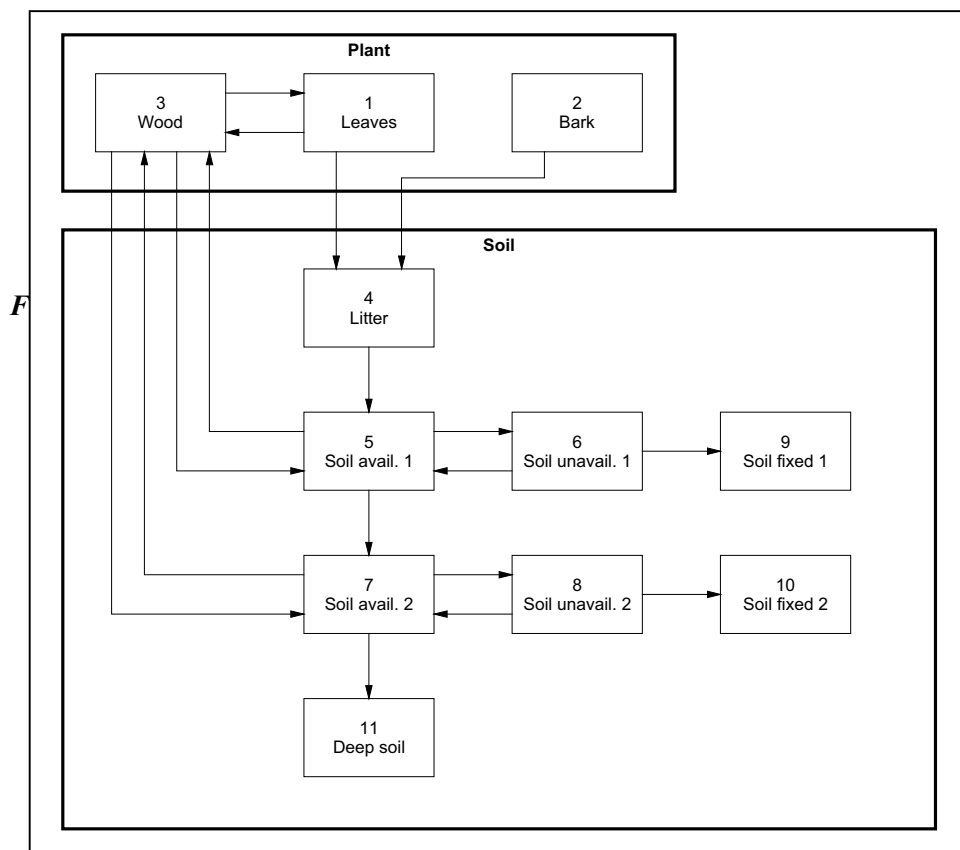 Plant
3
Wood
1
Leaves
2
Bark
Soil
F
4
Litter
5
Soil avail. 1
6
Soil unavail. 1
9
Soil fixed 1
7
Soil avail. 2
8
Soil unavail. 2
10
Soil fixed 2
11
Deep soil